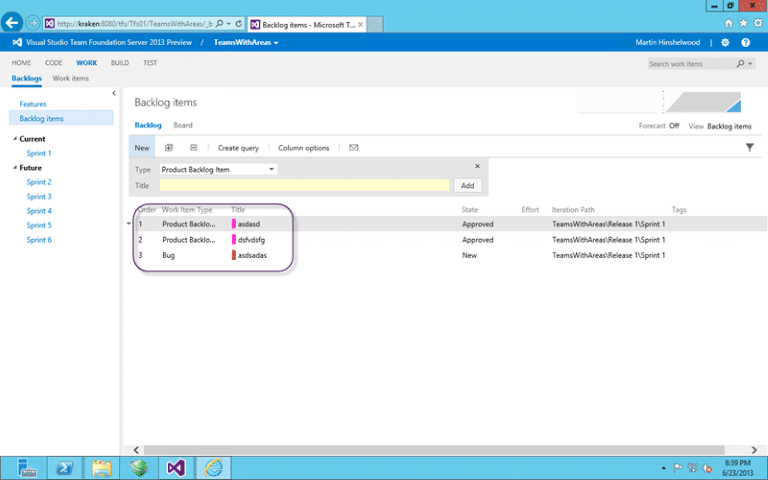 http://kraken:8080/tfs/Tfs01/TeamsWithAreas/_b
Backlog items - Microsoft T...
Visual Studio Team Foundation Server 2013 Preview / TeamsWithAreas
Martin Hinshelwood
HOME CODE WORK BUILD TEST
Search work items
Backlogs Work items
Features
Backlog items
Current
Sprint 1
Future
Sprint 2
Sprint 3
Sprint 4
Sprint 5
Sprint 6
Backlog items
Backlog Board
Forecast Off View Backlog items
New Create query Column options
Type Product Backlog Item
Title Add
Order Work Item Type Title State Effort Iteration Path Tags
1 Product Backlo... asdasd Approved TeamsWithAreas\Release 1\Sprint 1
2 Product Backlo... dsfvdsfg Approved TeamsWithAreas\Release 1\Sprint 1
3 Bug asdsadas New TeamsWithAreas\Release 1\Sprint 1
8:39 PM
6/23/2013